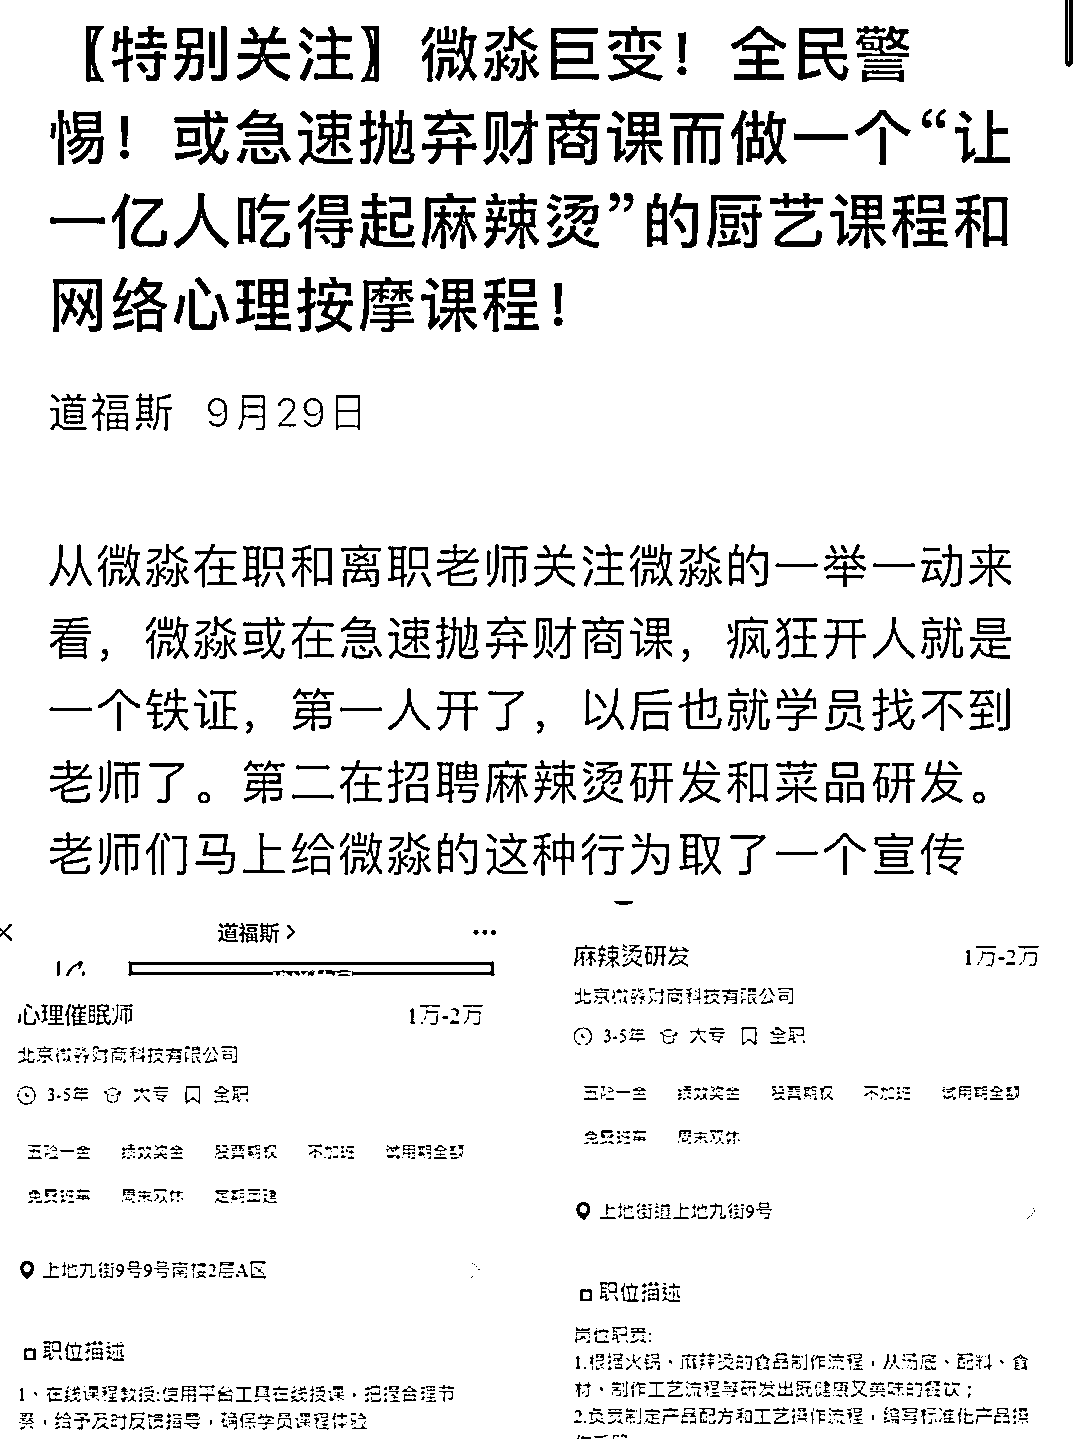 【特别关注】微淼巨变！全民警
惕！或急速抛弃财商课而做一个“让
一亿人吃得起麻辣烫”的厨艺课程和
网络心理按摩课程！
道福斯 9月29日
从微淼在职和离职老师关注微淼的一举一动来
看，微淼或在急速抛弃财商课，疯狂开人就是
一个铁证，第一人开了，以后也就学员找不到
老师了。第二在招聘麻辣烫研发和菜品研发。
老师们马上给微淼的这种行为取了一个宣传
道福斯
心理催眠师 1万-2万
北京微淼财商科技有限公司
3-5年 大专 全职
五险一金 绩效奖金 股票期权 不加班 试用期全额
免费班车 周末双休 定期团建
上地九街9号9号南楼2层A区
职位描述
1、在线课程教授:使用平台工具在线授课，把握合理节
奏，给予及时反馈指导，确保学员课程体验
麻辣烫研发 1万-2万
北京微淼财商科技有限公司
3-5年 大专 全职
五险一金 绩效奖金 股票期权 不加班 试用期全额
免费班车 周末双休
上地街道上地九街9号
职位描述
岗位职责:
1.根据火锅、麻辣烫的食品制作流程，从汤底、配料、食
材、制作工艺流程等研发出既健康又美味的餐饮；
2.负责制定产品配方和工艺操作流程，编写标准化产品操